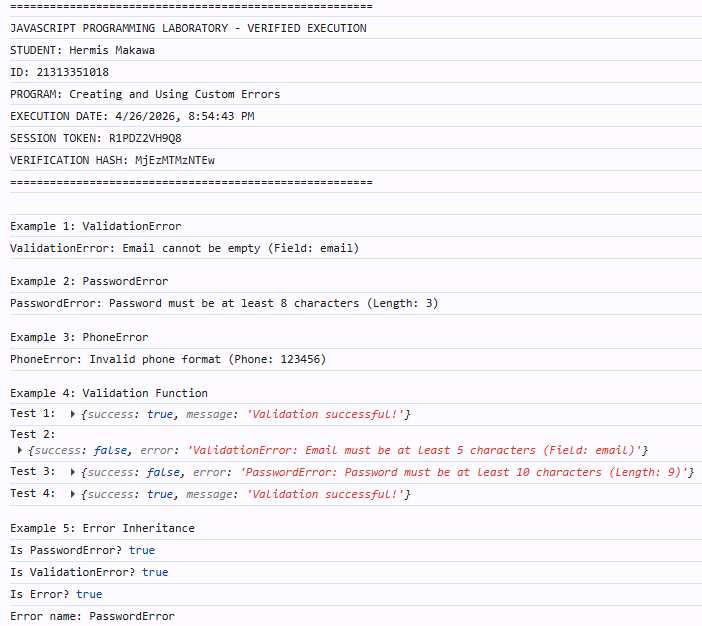 =======================================================
JAVASCRIPT PROGRAMMING LABORATORY - VERIFIED EXECUTION
STUDENT: Hermis Makawa
ID: 21313351018
PROGRAM: Creating and Using Custom Errors
EXECUTION DATE: 4/26/2026, 8:54:43 PM
SESSION TOKEN: R1PDZ2VH9Q8
VERIFICATION HASH: MjEzMTMzNTEw
=======================================================
Example 1: ValidationError
ValidationError: Email cannot be empty (Field: email)
Example 2: PasswordError
PasswordError: Password must be at least 8 characters (Length: 3)
Example 3: PhoneError
PhoneError: Invalid phone format (Phone: 123456)
Example 4: Validation Function
Test 1: ▶ {success: true, message: 'Validation successful!'}
Test 2:
▶ {success: false, error: 'ValidationError: Email must be at least 5 characters (Field: email)'}
Test 3: ▶ {success: false, error: 'PasswordError: Password must be at least 10 characters (Length: 9)'}
Test 4: ▶ {success: true, message: 'Validation successful!'}
Example 5: Error Inheritance
Is PasswordError? true
Is ValidationError? true
Is Error? true
Error name: PasswordError